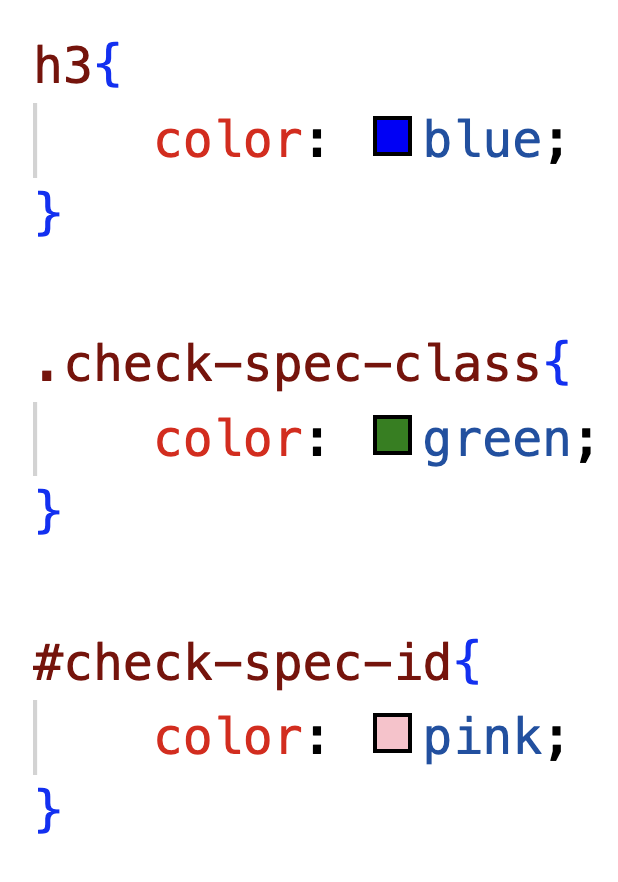 h3{
    color: blue;
}
.check-spec-class{
    color: green;
}
#check-spec-id{
    color: pink;
}